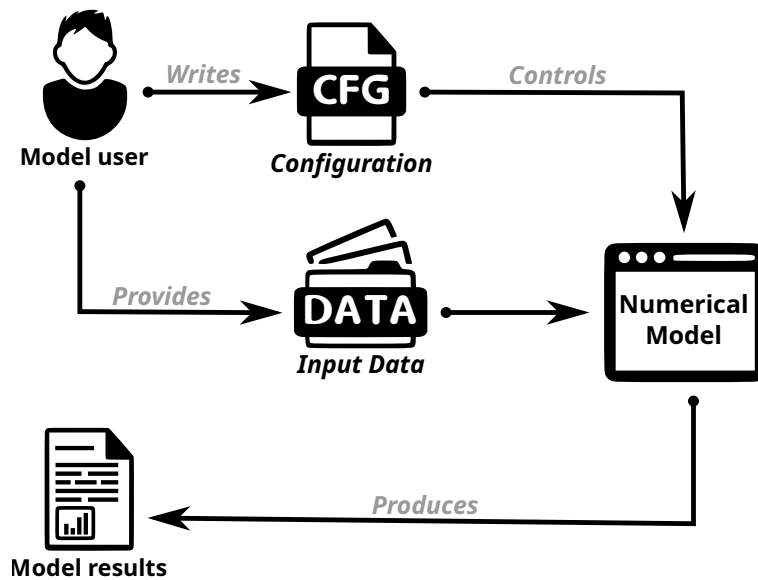 Writes
CFG
Controls
Model user
Configuration
Provides
DATA
Input Data
Numerical
Model
Produces
Model results